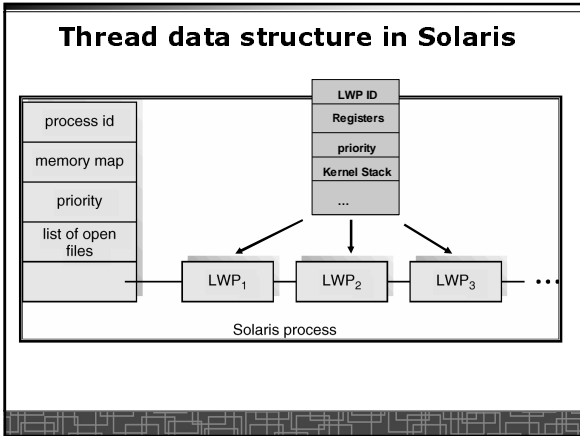 Thread data structure in Solaris
LWP ID
Registers
priority
Kernel Stack
...
process id
memory map
priority
list of open
files
LWP1
LWP2
LWP3
...
Solaris process